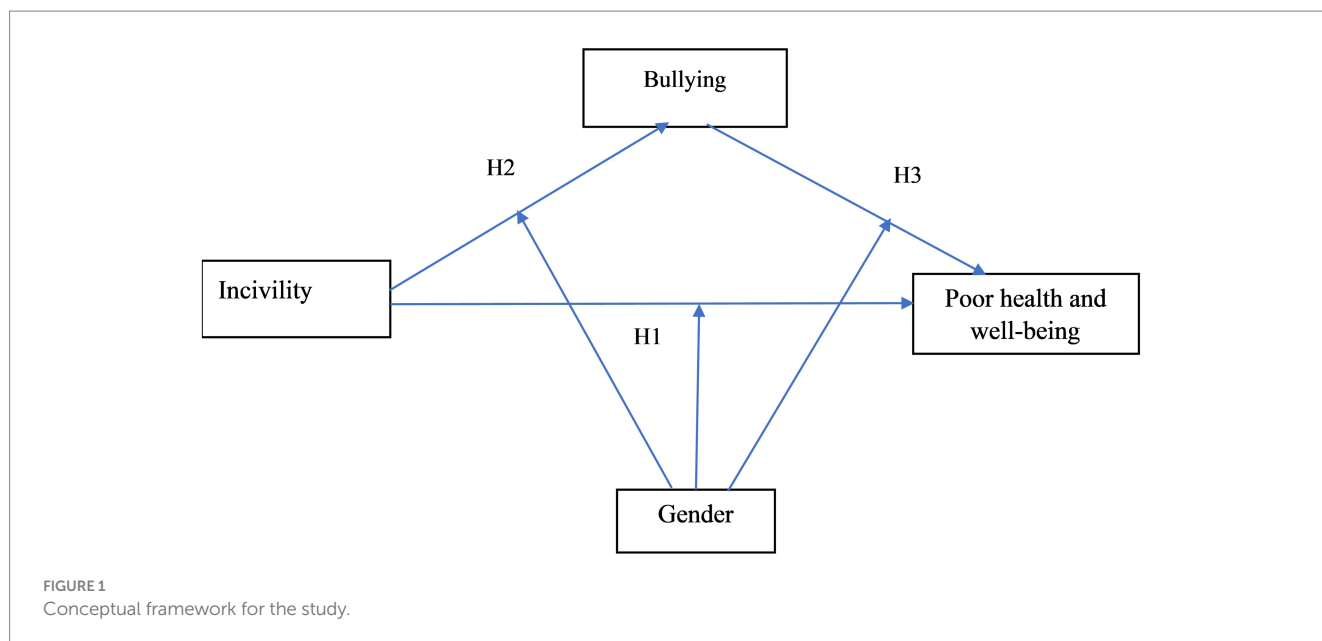 Bullying
H2
H3
Incivility
Poor health and
well-being
H1
Gender
FIGURE 1
Conceptual framework for the study.